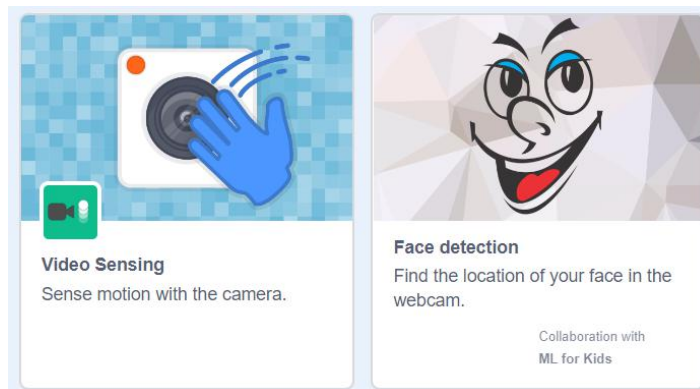 Video Sensing
Sense motion with the camera.
Face detection
Find the location of your face in the
webcam.
Collaboration with
ML for Kids